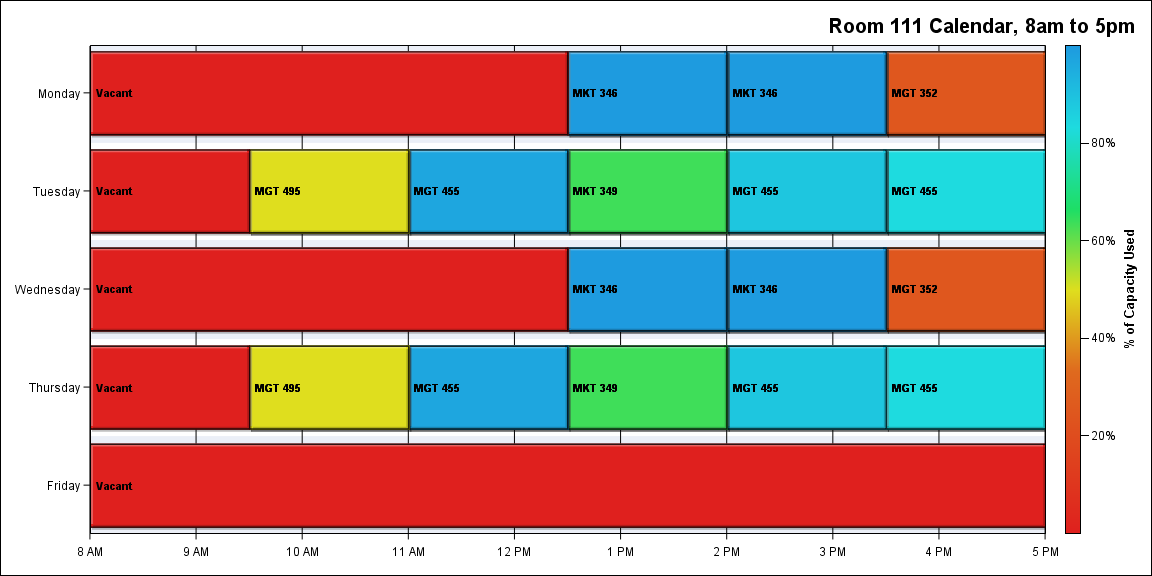 Room 111 Calendar, 8am to 5pm
Monday
Vacant
MKT 346
MKT 346
MGT 352
Tuesday
Vacant
MGT 495
MGT 455
MKT 349
MGT 455
MGT 455
Wednesday
Vacant
MKT 346
MKT 346
MGT 352
Thursday
Vacant
MGT 495
MGT 455
MKT 349
MGT 455
MGT 455
Friday
Vacant
8 AM
9 AM
10 AM
11 AM
12 PM
1 PM
2 PM
3 PM
4 PM
5 PM
80%
60%
40%
20%
% of Capacity Used